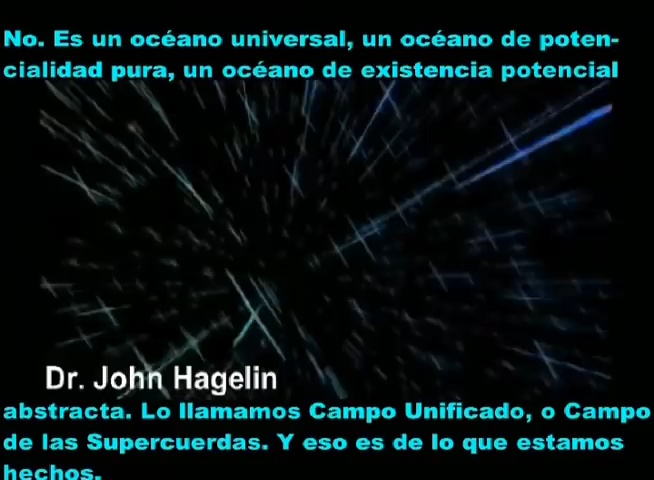 No. Es un océano universal, un océano de poten-
cialidad pura, un océano de existencia potencial
Dr. John Hagelin
abstracta. Lo llamamos Campo Unificado, o Campo
de las Supercuerdas. Y eso es de lo que estamos
hechos.